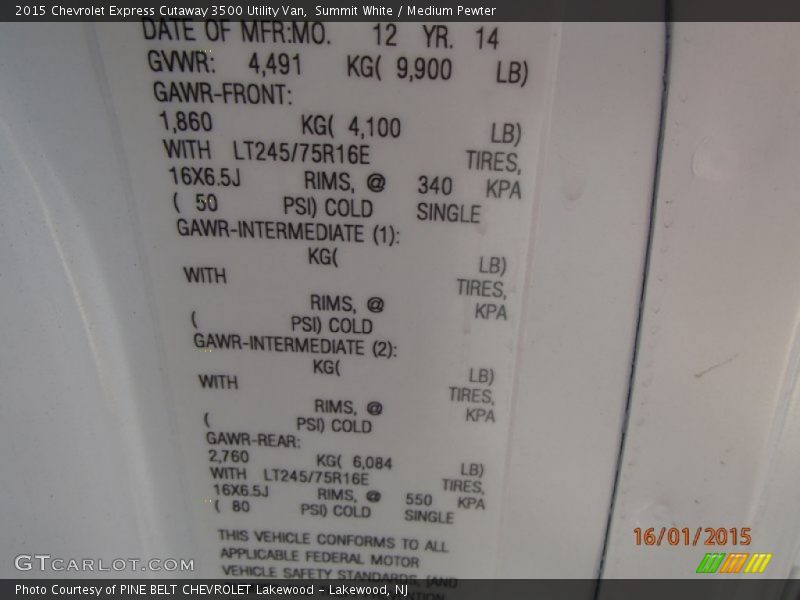 2015 Chevrolet Express Cutaway 3500 Utility Van, Summit White / Medium Pewter
DATE OF MFR:MO. 12 YR. 14
GVWR: 4,491 KG( 9,900 LB)
GAWR-FRONT:
1,860 KG( 4,100 LB)
WITH LT245/75R16E TIRES,
16X6.5J RIMS, @ 340 KPA
( 50 PSI) COLD SINGLE
GAWR-INTERMEDIATE (1):
KG( LB)
WITH TIRES,
RIMS, @ KPA
( PSI) COLD
GAWR-INTERMEDIATE (2):
KG( LB)
WITH TIRES,
RIMS, @ KPA
( PSI) COLD
GAWR-REAR:
2,760 KG( 6,084 LB)
WITH LT245/75R16E TIRES,
16X6.5J RIMS, @ 550 KPA
( 80 PSI) COLD SINGLE
THIS VEHICLE CONFORMS TO ALL
APPLICABLE FEDERAL MOTOR
VEHICLE SAFETY STANDARDS, [AND
16/01/2015
GTCARLOT.COM
Photo Courtesy of PINE BELT CHEVROLET Lakewood - Lakewood, NJ